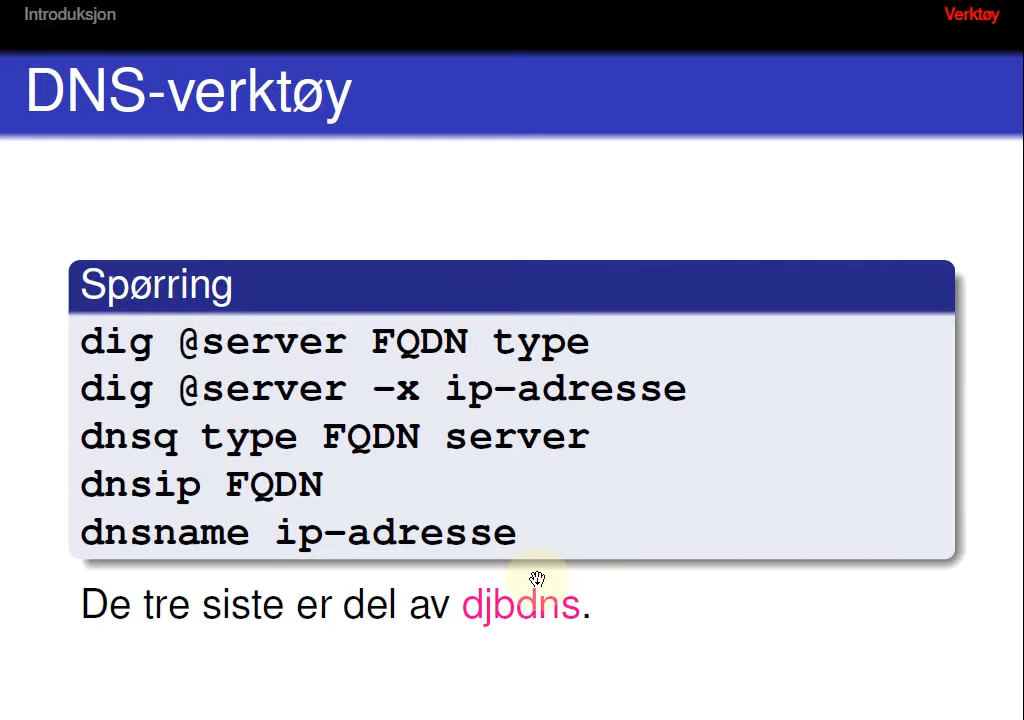 Introduksjon
Verktøy
DNS-verktøy
Spørring
dig @server FQDN type
dig @server -x ip-adresse
dnsq type FQDN server
dnsip FQDN
dnsname ip-adresse
De tre siste er del av djbdns.